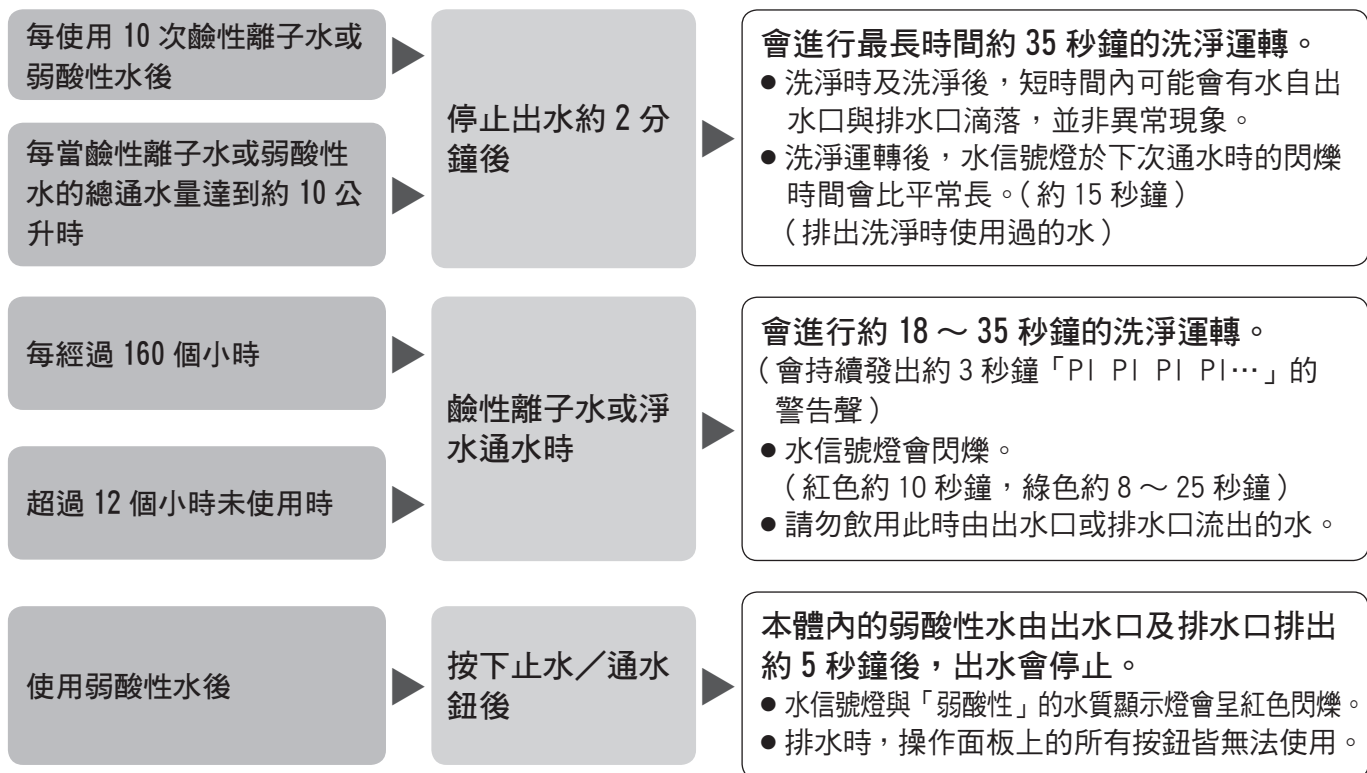 每使用 10 次鹼性離子水或
弱酸性水後
每當鹼性離子水或弱酸性
水的總通水量達到約 10 公
升時
停止出水約 2 分
鐘後
會進行最長時間約 35 秒鐘的洗淨運轉。
● 洗淨時及洗淨後，短時間內可能會有水自出
水口與排水口滴落，並非異常現象。
● 洗淨運轉後，水信號燈於下次通水時的閃爍
時間會比平常長。（約 15 秒鐘）
（排出洗淨時使用過的水）
每經過 160 個小時
超過 12 個小時未使用時
鹼性離子水或淨
水通水時
會進行約 18 ～ 35 秒鐘的洗淨運轉。
（會持續發出約 3 秒鐘「PI PI PI PI…」的
警告聲）
● 水信號燈會閃爍。
（紅色約 10 秒鐘，綠色約 8 ～ 25 秒鐘）
● 請勿飲用此時由出水口或排水口流出的水。
使用弱酸性水後
按下止水／通水
鈕後
本體內的弱酸性水由出水口及排水口排出
約 5 秒鐘後，出水會停止。
● 水信號燈與「弱酸性」的水質顯示燈會呈紅色閃爍。
● 排水時，操作面板上的所有按鈕皆無法使用。